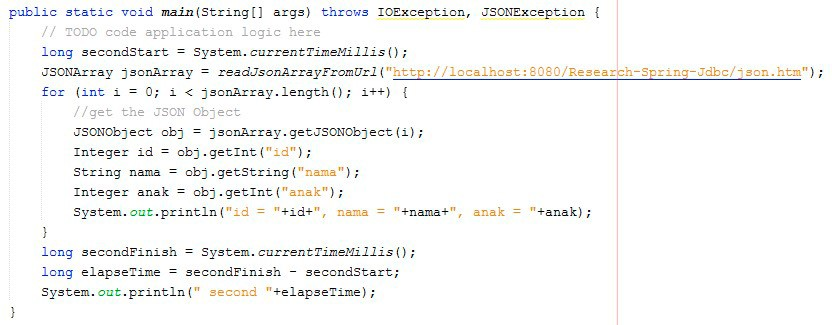 public static void main(String[] args) throws IOException, JSONException {
    // TODO code application logic here
    long secondStart = System.currentTimeMillis();
    JSONArray jsonArray = readJsonArrayFromUrl("http://localhost:8080/Research-Spring-Jdbc/json.htm");
    for (int i = 0; i < jsonArray.length(); i++) {
        //get the JSON Object
        JSONObject obj = jsonArray.getJSONObject(i);
        Integer id = obj.getInt("id");
        String nama = obj.getString("nama");
        Integer anak = obj.getInt("anak");
        System.out.println("id = "+id+", nama = "+nama+", anak = "+anak);
    }
    long secondFinish = System.currentTimeMillis();
    long elapseTime = secondFinish - secondStart;
    System.out.println(" second "+elapseTime);
}